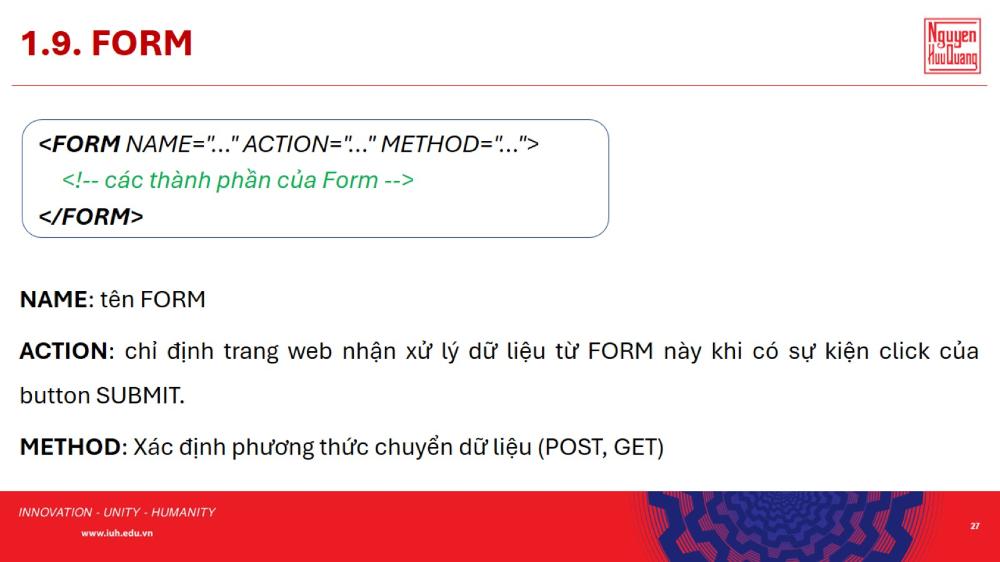 1.9. FORM
Nguyen
HuuQuang
<FORM NAME="..." ACTION="..." METHOD="...">
<!-- các thành phần của Form -->
</FORM>
NAME: tên FORM
ACTION: chỉ định trang web nhận xử lý dữ liệu từ FORM này khi có sự kiện click của
button SUBMIT.
METHOD: Xác định phương thức chuyển dữ liệu (POST, GET)
INNOVATION - UNITY - HUMANITY
www.iuh.edu.vn
27